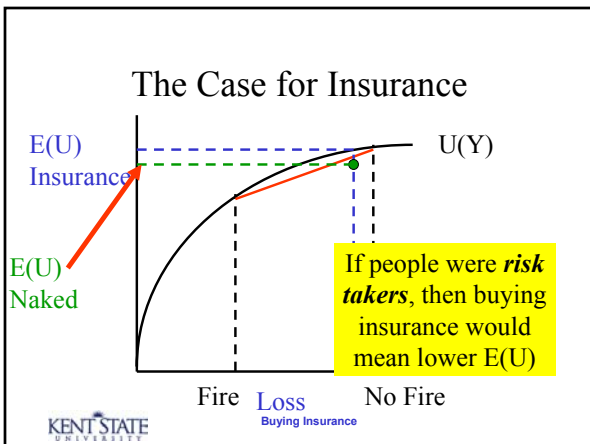 The Case for Insurance
E(U)
Insurance
U(Y)
E(U)
Naked
If people were risk
takers, then buying
insurance would
mean lower E(U)
Fire Loss No Fire
Buying Insurance
KENT STATE
UNIVERSITY